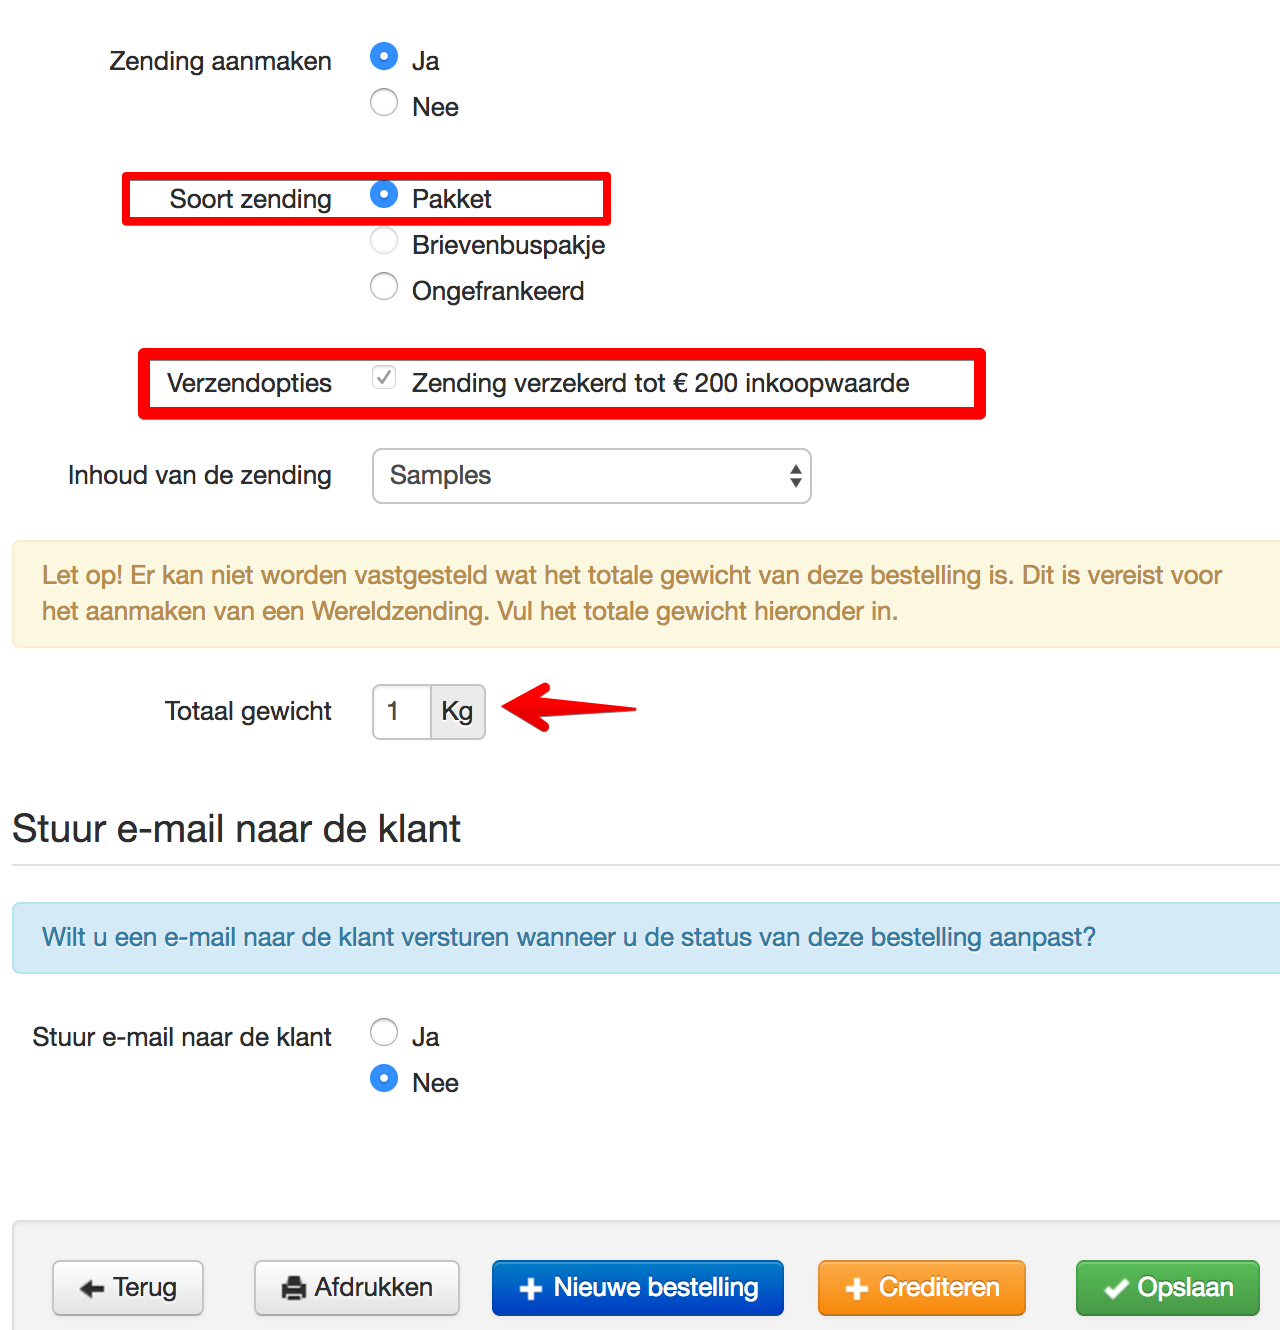 Zending aanmaken Ja
Nee
Soort zending Pakket
Brievenbuspakje
Ongefrankeerd
Verzendopties Zending verzekerd tot € 200 inkoopwaarde
Inhoud van de zending Samples
Let op! Er kan niet worden vastgesteld wat het totale gewicht van deze bestelling is. Dit is vereist voor
het aanmaken van een Wereldzending. Vul het totale gewicht hieronder in.
Totaal gewicht 1 Kg
Stuur e-mail naar de klant
Wilt u een e-mail naar de klant versturen wanneer u de status van deze bestelling aanpast?
Stuur e-mail naar de klant Ja
Nee
Terug Afdrukken Nieuwe bestelling Crediteren Opslaan